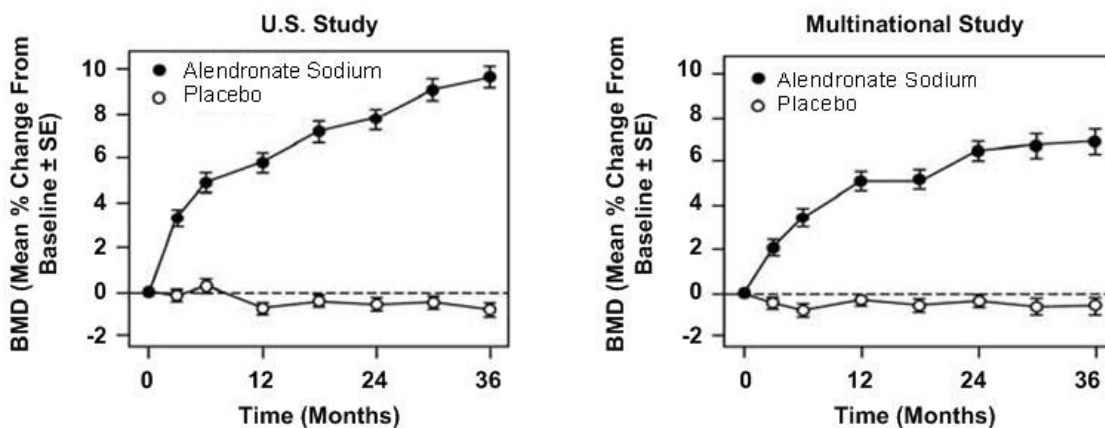 U.S. Study
BMD (Mean % Change From
Baseline ± SE)
10
8
6
4
2
0
-2
Alendronate Sodium
Placebo
0
12
24
36
Time (Months)
Multinational Study
BMD (Mean % Change From
Baseline ± SE)
10
8
6
4
2
0
-2
Alendronate Sodium
Placebo
0
12
24
36
Time (Months)